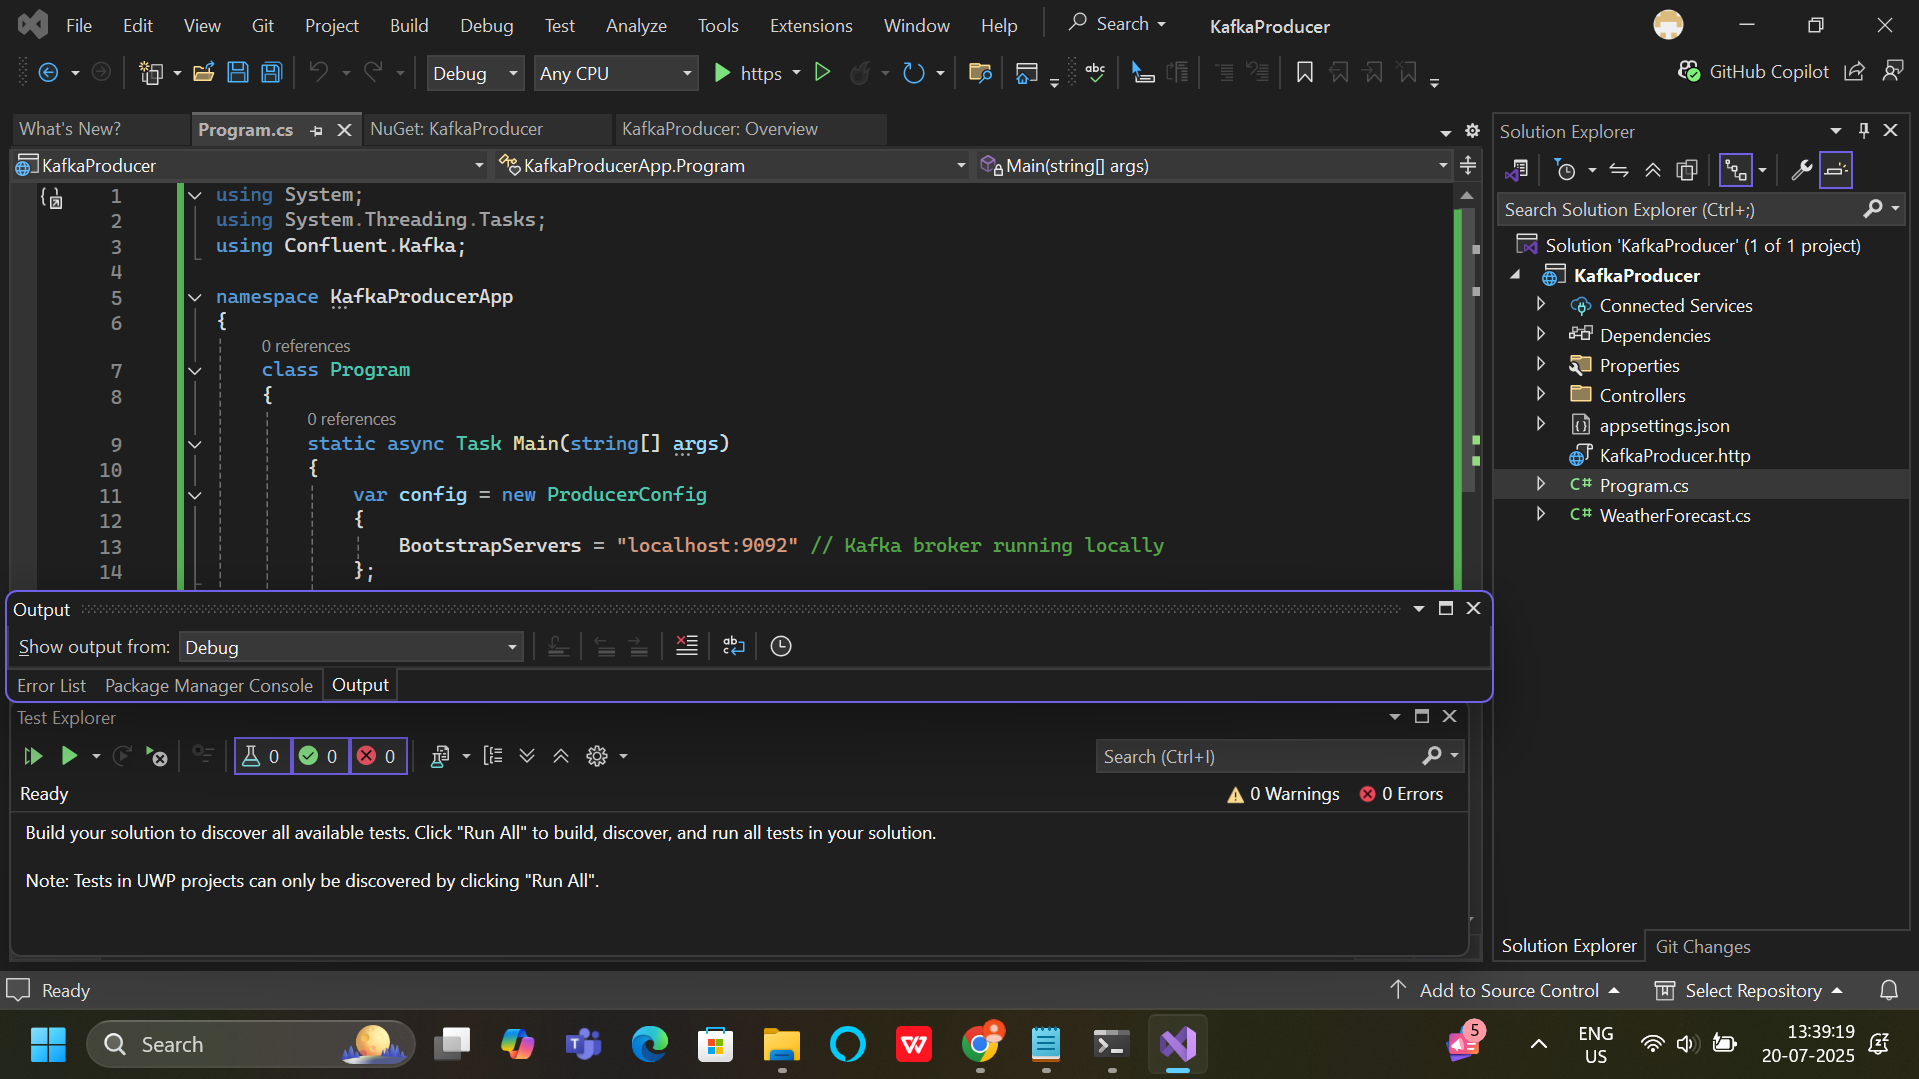 File Edit View Git Project Build Debug Test Analyze Tools Extensions Window Help Search KafkaProducer
Debug Any CPU https GitHub Copilot
What's New? Program.cs NuGet: KafkaProducer KafkaProducer: Overview
KafkaProducer KafkaProducerApp.Program Main(string[] args)
1 using System;
2 using System.Threading.Tasks;
3 using Confluent.Kafka;
4
5 namespace KafkaProducerApp
6 {
0 references
7 class Program
8 {
0 references
9 static async Task Main(string[] args)
10 {
11 var config = new ProducerConfig
12 {
13 BootstrapServers = "localhost:9092" // Kafka broker running locally
14 };
Output
Show output from: Debug
Error List Package Manager Console Output
Test Explorer
0 0 0 Search (Ctrl+I)
Ready 0 Warnings 0 Errors
Build your solution to discover all available tests. Click "Run All" to build, discover, and run all tests in your solution.
Note: Tests in UWP projects can only be discovered by clicking "Run All".
Solution Explorer
Search Solution Explorer (Ctrl+;)
Solution 'KafkaProducer' (1 of 1 project)
KafkaProducer
Connected Services
Dependencies
Properties
Controllers
appsettings.json
KafkaProducer.http
C# Program.cs
C# WeatherForecast.cs
Solution Explorer Git Changes
Ready Add to Source Control Select Repository
Search 5 ENG US 13:39:19 20-07-2025